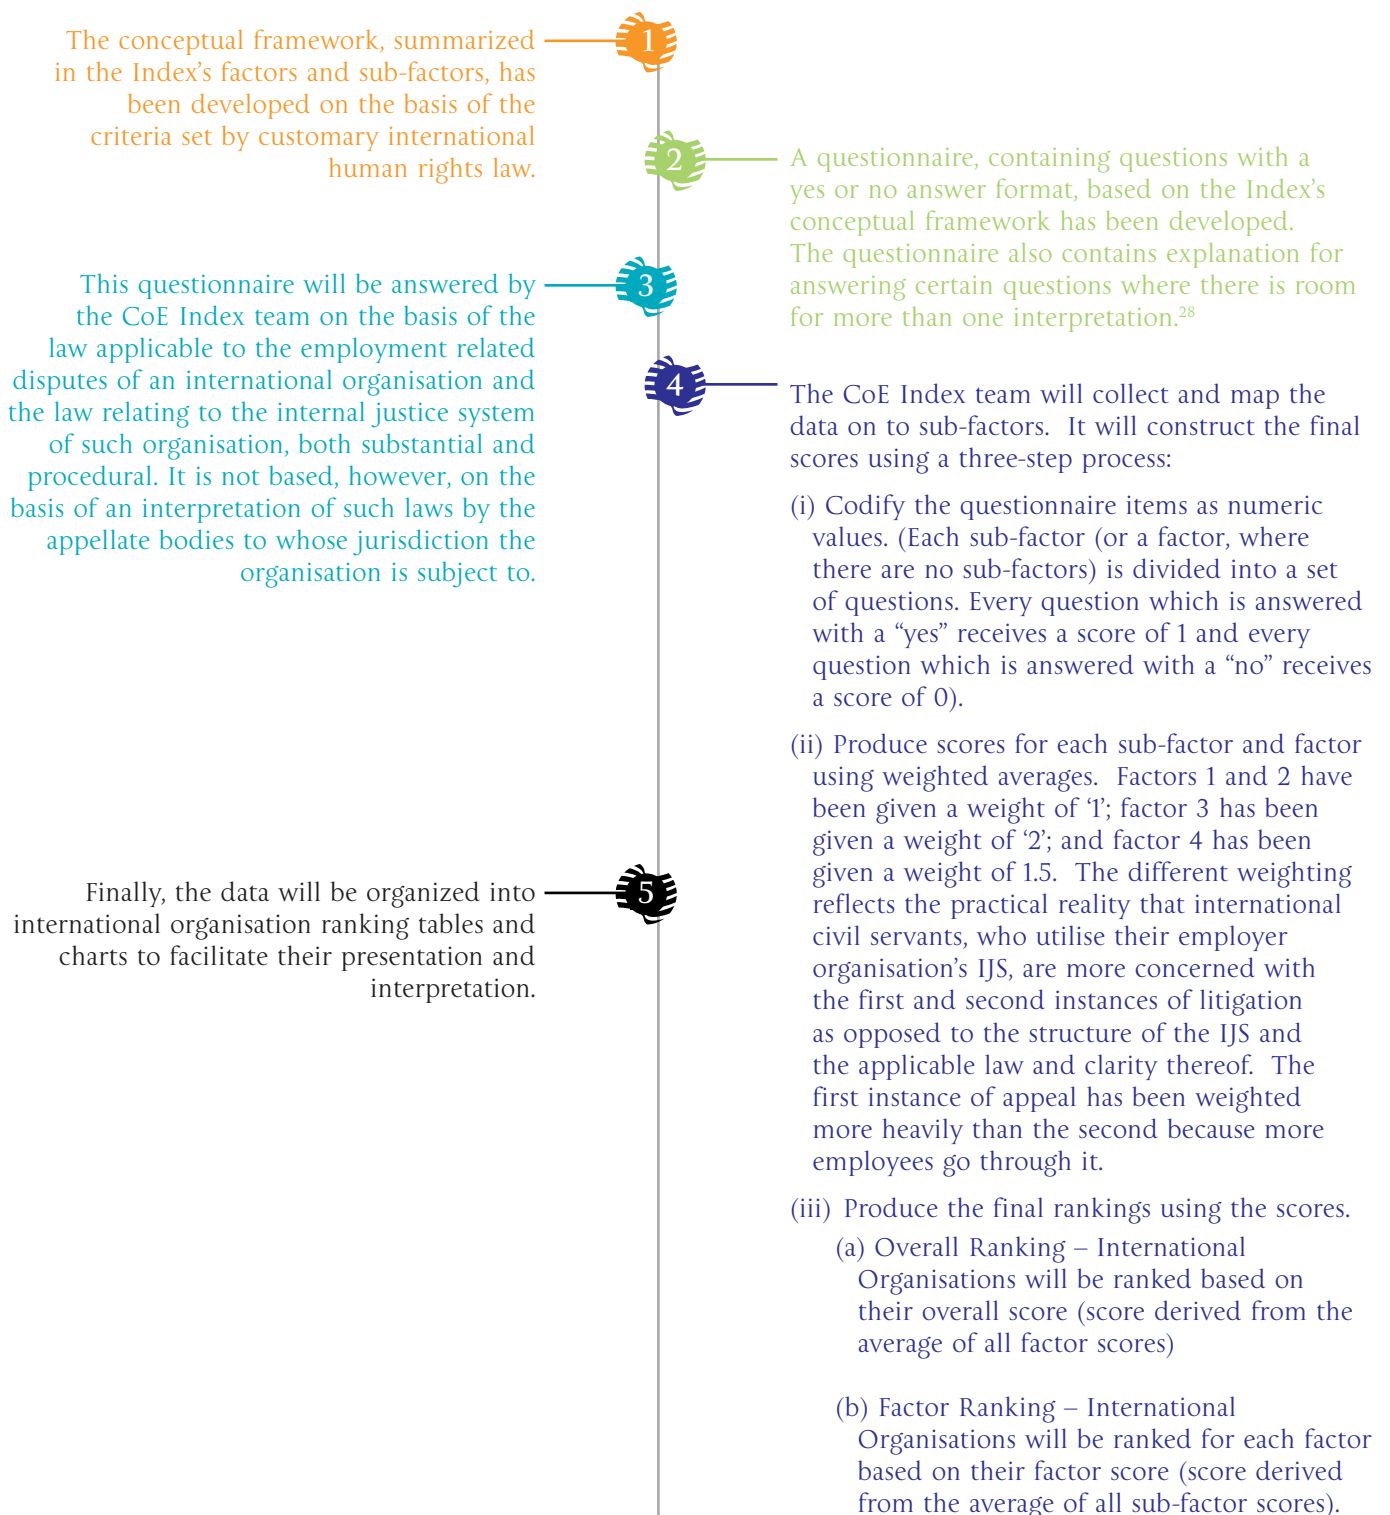 1
The conceptual framework, summarized
in the Index’s factors and sub-factors, has
been developed on the basis of the
criteria set by customary international
human rights law.
2
A questionnaire, containing questions with a
yes or no answer format, based on the Index’s
conceptual framework has been developed.
The questionnaire also contains explanation for
answering certain questions where there is room
for more than one interpretation.28
3
This questionnaire will be answered by
the CoE Index team on the basis of the
law applicable to the employment related
disputes of an international organisation and
the law relating to the internal justice system
of such organisation, both substantial and
procedural. It is not based, however, on the
basis of an interpretation of such laws by the
appellate bodies to whose jurisdiction the
organisation is subject to.
4
The CoE Index team will collect and map the
data on to sub-factors. It will construct the final
scores using a three-step process:
(i) Codify the questionnaire items as numeric
values. (Each sub-factor (or a factor, where
there are no sub-factors) is divided into a set
of questions. Every question which is answered
with a “yes” receives a score of 1 and every
question which is answered with a “no” receives
a score of 0).
(ii) Produce scores for each sub-factor and factor
using weighted averages. Factors 1 and 2 have
been given a weight of ‘1’; factor 3 has been
given a weight of ‘2’; and factor 4 has been
given a weight of 1.5. The different weighting
reflects the practical reality that international
civil servants, who utilise their employer
organisation’s IJS, are more concerned with
the first and second instances of litigation
as opposed to the structure of the IJS and
the applicable law and clarity thereof. The
first instance of appeal has been weighted
more heavily than the second because more
employees go through it.
(iii) Produce the final rankings using the scores.
(a) Overall Ranking – International
Organisations will be ranked based on
their overall score (score derived from the
average of all factor scores)
(b) Factor Ranking – International
Organisations will be ranked for each factor
based on their factor score (score derived
from the average of all sub-factor scores).
5
Finally, the data will be organized into
international organisation ranking tables and
charts to facilitate their presentation and
interpretation.